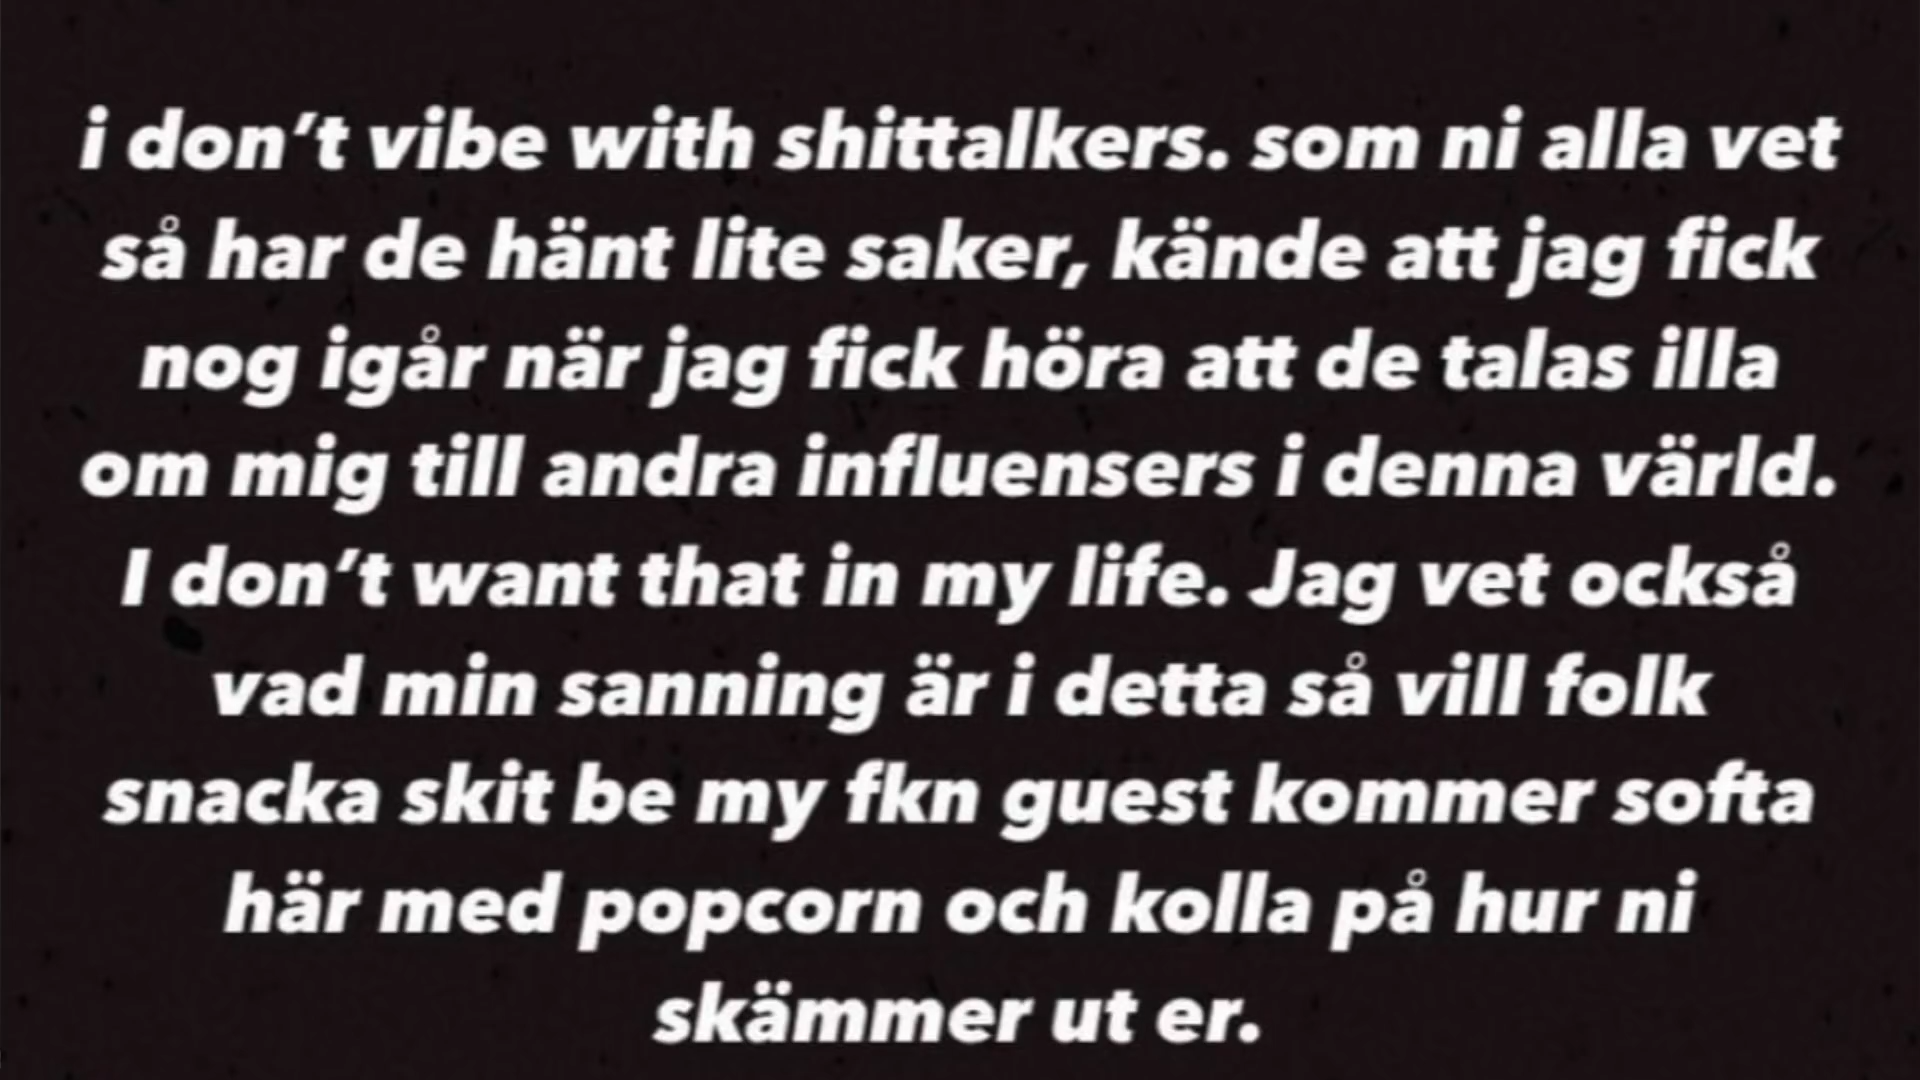 i don’t vibe with shittalkers. som ni alla vet
så har de hänt lite saker, kände att jag fick
nog igår när jag fick höra att de talas illa
om mig till andra influensers i denna värld.
I don’t want that in my life. Jag vet också
vad min sanning är i detta så vill folk
snacka skit be my fkn guest kommer softa
här med popcorn och kolla på hur ni
skämmer ut er.